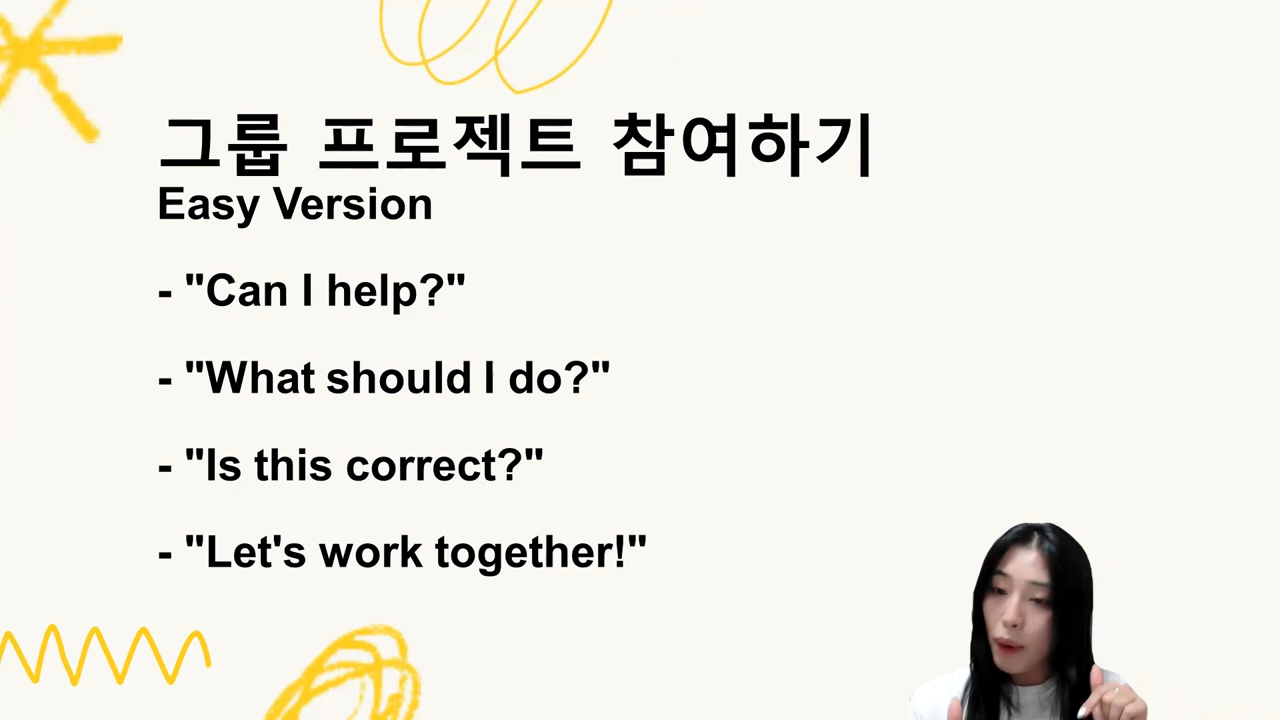 그룹 프로젝트 참여하기
Easy Version
- "Can I help?"
- "What should I do?"
- "Is this correct?"
- "Let's work together!"